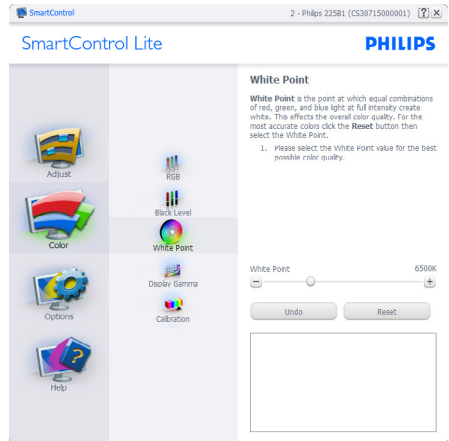 SmartControl
2 - Philips 225B1 (CS30715000001)
SmartControl Lite
PHILIPS
Adjust
Color
Options
Help
RGB
Black Level
White Point
Display Gamma
Calibration
White Point
White Point is the point at which equal combinations
of red, green, and blue light at full intensity create
white. This effects the overall color quality. For the
most accurate colors click the Reset button then
select the White Point.
1. Please select the White Point value for the best
possible color quality.
White Point 6500K
Undo Reset